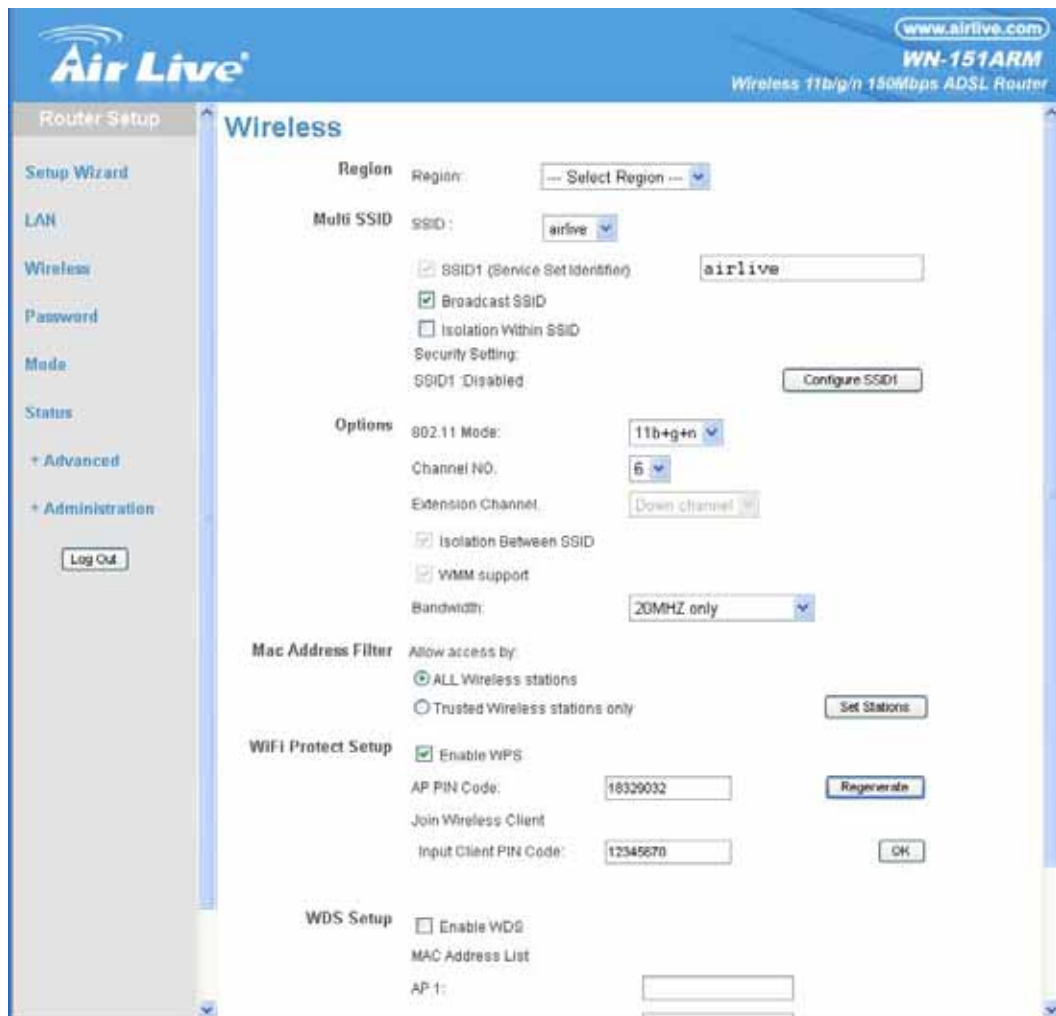 www.airlive.com
Air Live®
WN-151ARM
Wireless 11b/g/n 150Mbps ADSL Router
Router Setup
Setup Wizard
LAN
Wireless
Password
Mode
Status
+ Advanced
+ Administration
Log Out
Wireless
Region Region: --- Select Region ---
Multi SSID SSID : airlive
SSID1 (Service Set Identifier) airlive
Broadcast SSID
Isolation Within SSID
Security Setting:
SSID1 :Disabled Configure SSID1
Options 802.11 Mode: 11b+g+n
Channel NO. 6
Extension Channel. Down channel
Isolation Between SSID
WMM support
Bandwidth: 20MHZ only
Mac Address Filter Allow access by:
ALL Wireless stations
Trusted Wireless stations only Set Stations
WiFi Protect Setup Enable WPS
AP PIN Code: 18329032 Regenerate
Join Wireless Client
Input Client PIN Code: 12345670 OK
WDS Setup Enable WDS
MAC Address List
AP 1: